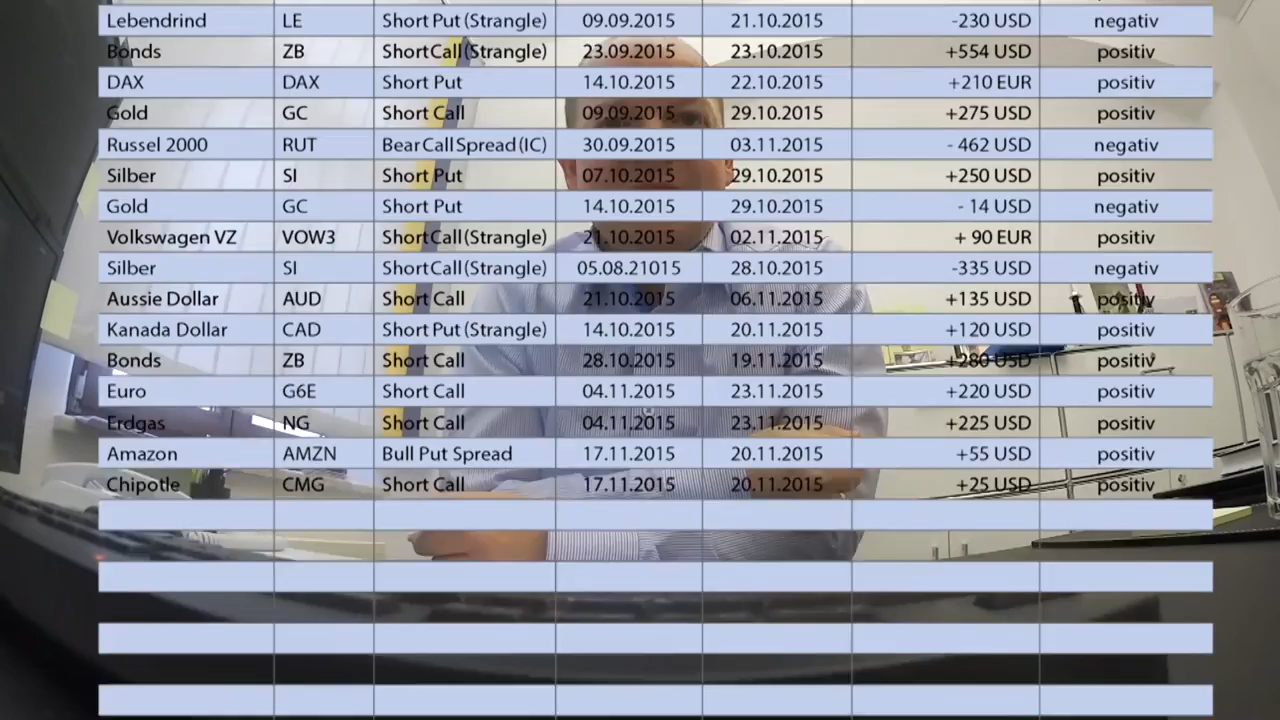 Lebendrind LE Short Put (Strangle) 09.09.2015 21.10.2015 -230 USD negativ
Bonds ZB Short Call (Strangle) 23.09.2015 23.10.2015 +554 USD positiv
DAX DAX Short Put 14.10.2015 22.10.2015 +210 EUR positiv
Gold GC Short Call 09.09.2015 29.10.2015 +275 USD positiv
Russel 2000 RUT Bear Call Spread (IC) 30.09.2015 03.11.2015 - 462 USD negativ
Silber SI Short Put 07.10.2015 29.10.2015 +250 USD positiv
Gold GC Short Put 14.10.2015 29.10.2015 - 14 USD negativ
Volkswagen VZ VOW3 Short Call (Strangle) 21.10.2015 02.11.2015 + 90 EUR positiv
Silber SI Short Call (Strangle) 05.08.21015 28.10.2015 -335 USD negativ
Aussie Dollar AUD Short Call 21.10.2015 06.11.2015 +135 USD positiv
Kanada Dollar CAD Short Put (Strangle) 14.10.2015 20.11.2015 +120 USD positiv
Bonds ZB Short Call 28.10.2015 19.11.2015 +280 USD positiv
Euro G6E Short Call 04.11.2015 23.11.2015 +220 USD positiv
Erdgas NG Short Call 04.11.2015 23.11.2015 +225 USD positiv
Amazon AMZN Bull Put Spread 17.11.2015 20.11.2015 +55 USD positiv
Chipotle CMG Short Call 17.11.2015 20.11.2015 +25 USD positiv